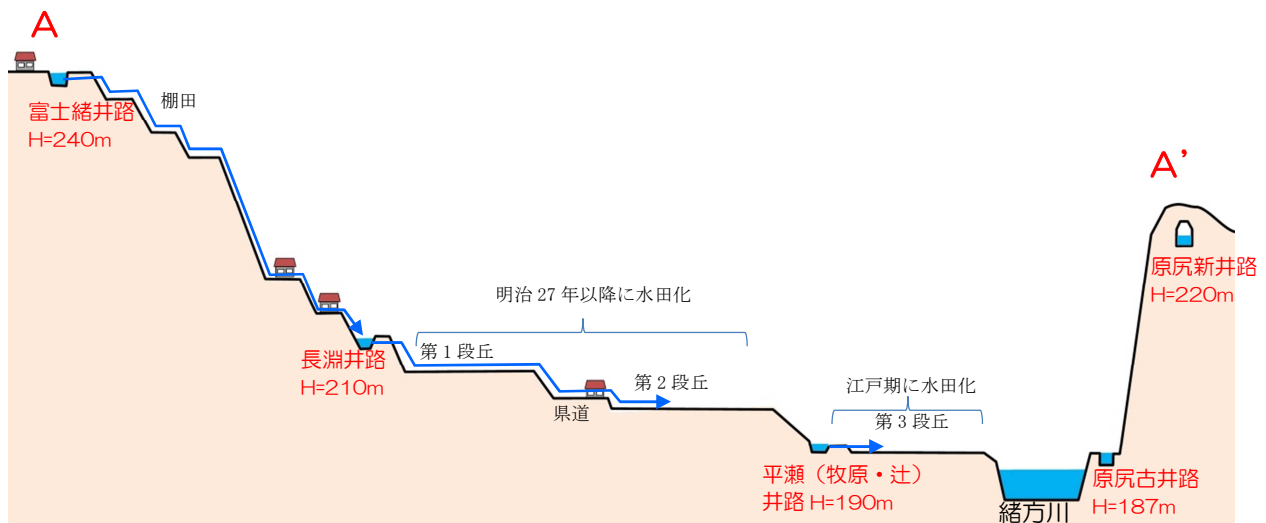 A
富士緒井路
H=240m
棚田
長淵井路
H=210m
明治 27 年以降に水田化
第 1 段丘
県道
第 2 段丘
江戸期に水田化
第 3 段丘
平瀬（牧原・辻）
井路 H=190m
緒方川
A’
原尻新井路
H=220m
原尻古井路
H=187m